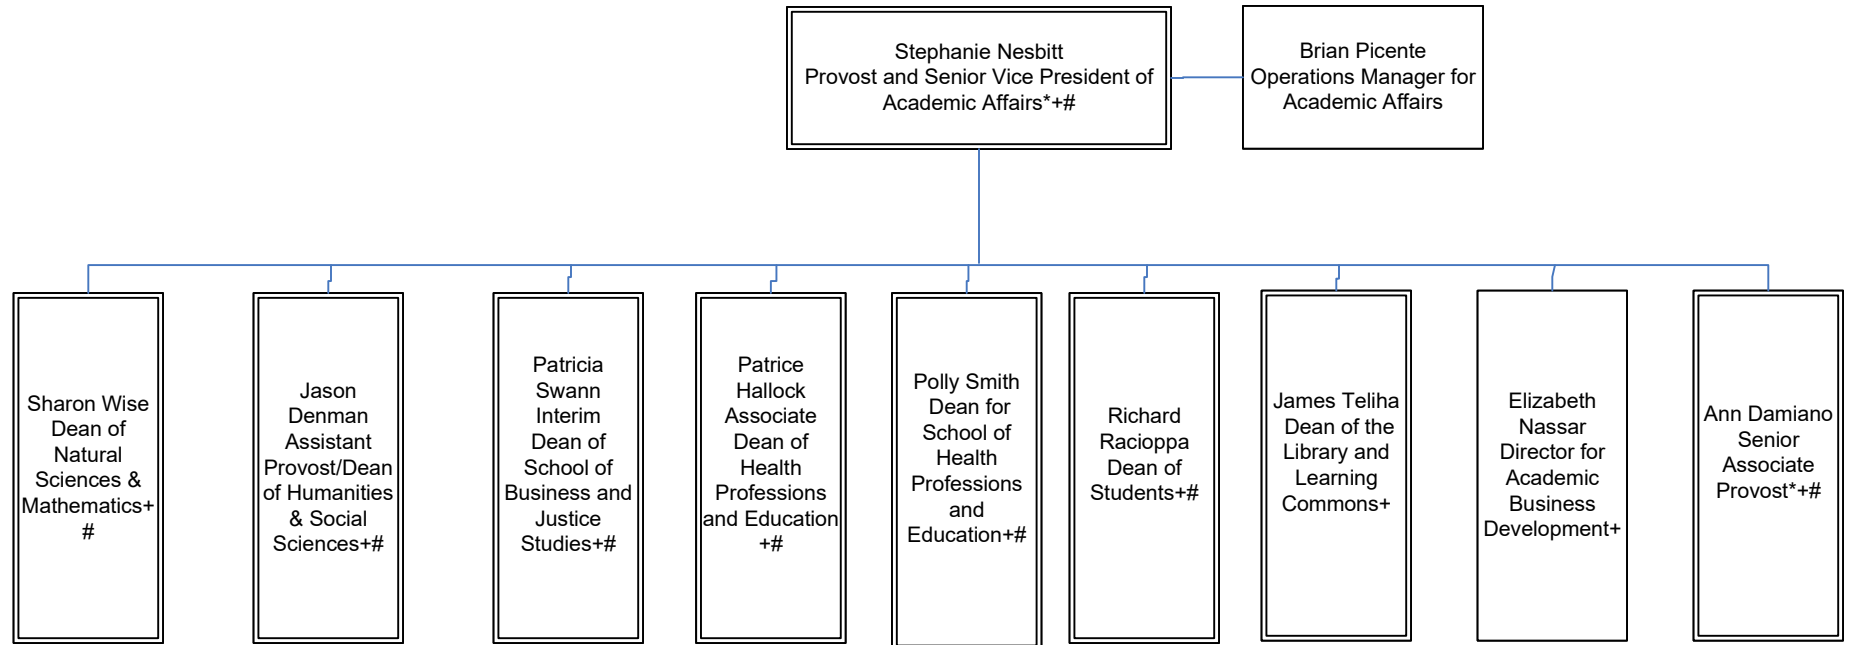 Stephanie Nesbitt
Provost and Senior Vice President of
Academic Affairs*+#
Brian Picente
Operations Manager for
Academic Affairs
Sharon Wise
Dean of
Natural
Sciences &
Mathematics+
#
Jason
Denman
Assistant
Provost/Dean
of Humanities
& Social
Sciences+#
Patricia
Swann
Interim
Dean of
School of
Business and
Justice
Studies+#
Patrice
Hallock
Associate
Dean of
Health
Professions
and Education
+#
Polly Smith
Dean for
School of
Health
Professions
and
Education+#
Richard
Racioppa
Dean of
Students+#
James Teliha
Dean of the
Library and
Learning
Commons+
Elizabeth
Nassar
Director for
Academic
Business
Development+
Ann Damiano
Senior
Associate
Provost*+#